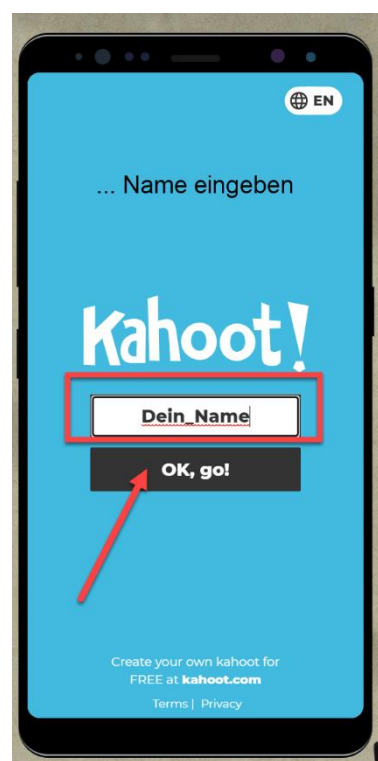 EN
... Name eingeben
Kahoot!
Dein_Name
OK, go!
Create your own kahoot for
FREE at kahoot.com
Terms | Privacy